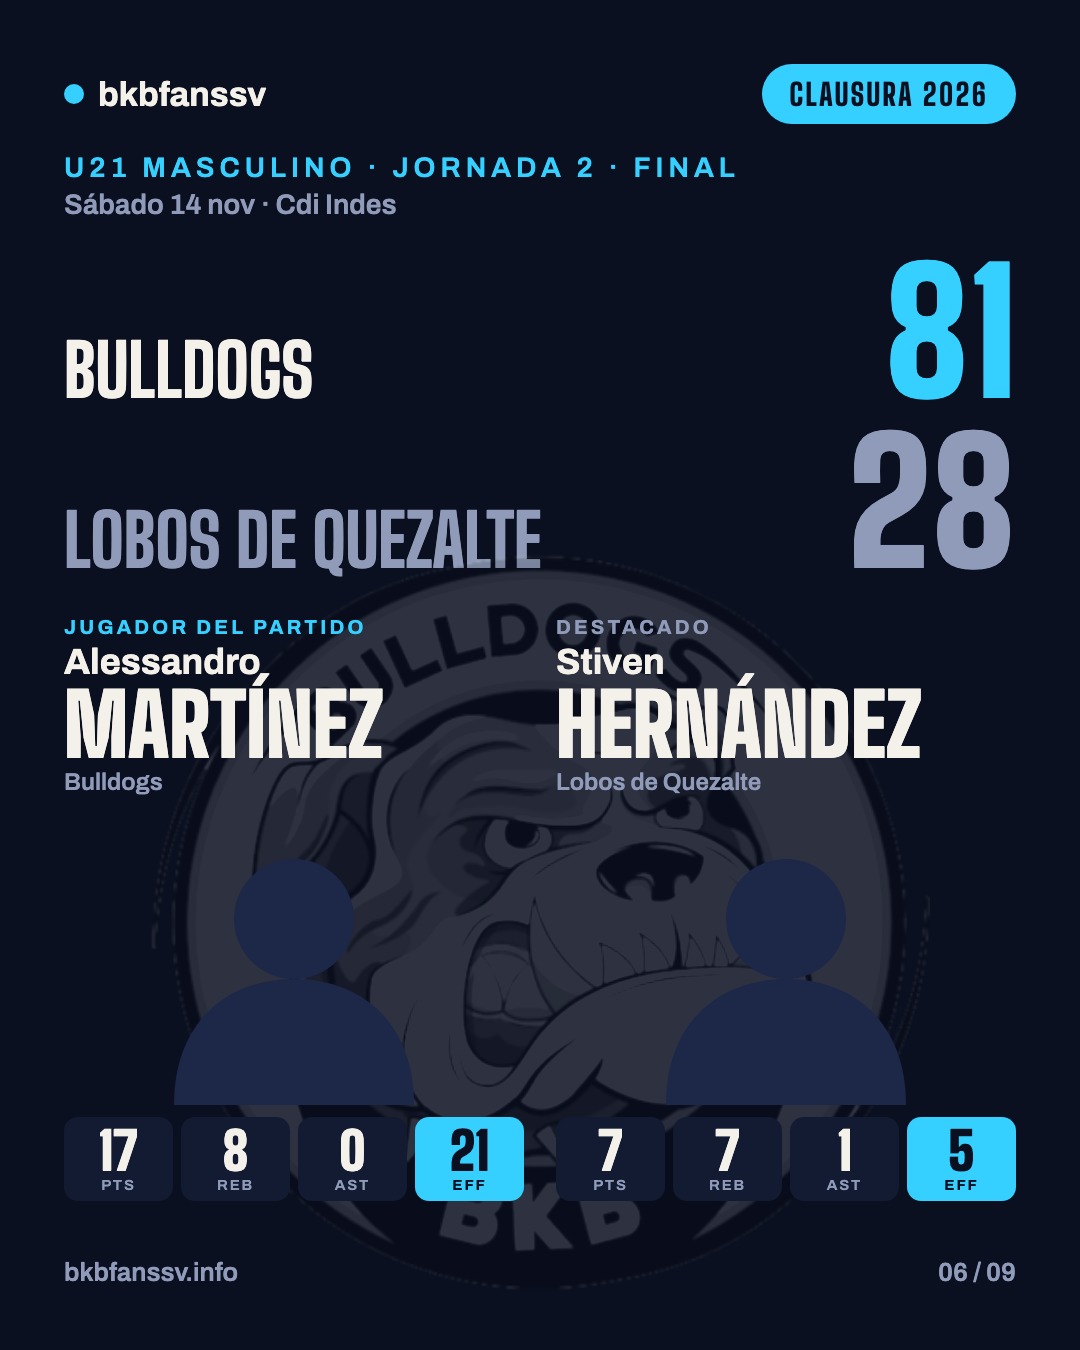 bkbfanssv
CLAUSURA 2026
U21 MASCULINO · JORNADA 2 · FINAL
Sábado 14 nov · Cdi Indes
BULLDOGS
81
LOBOS DE QUEZALTE
28
BULLDOGS
JUGADOR DEL PARTIDO
Alessandro
MARTÍNEZ
Bulldogs
DESTACADO
Stiven
HERNÁNDEZ
Lobos de Quezalte
17
PTS
8
REB
0
AST
21
EFF
7
PTS
7
REB
1
AST
5
EFF
BKB
bkbfanssv.info
06 / 09